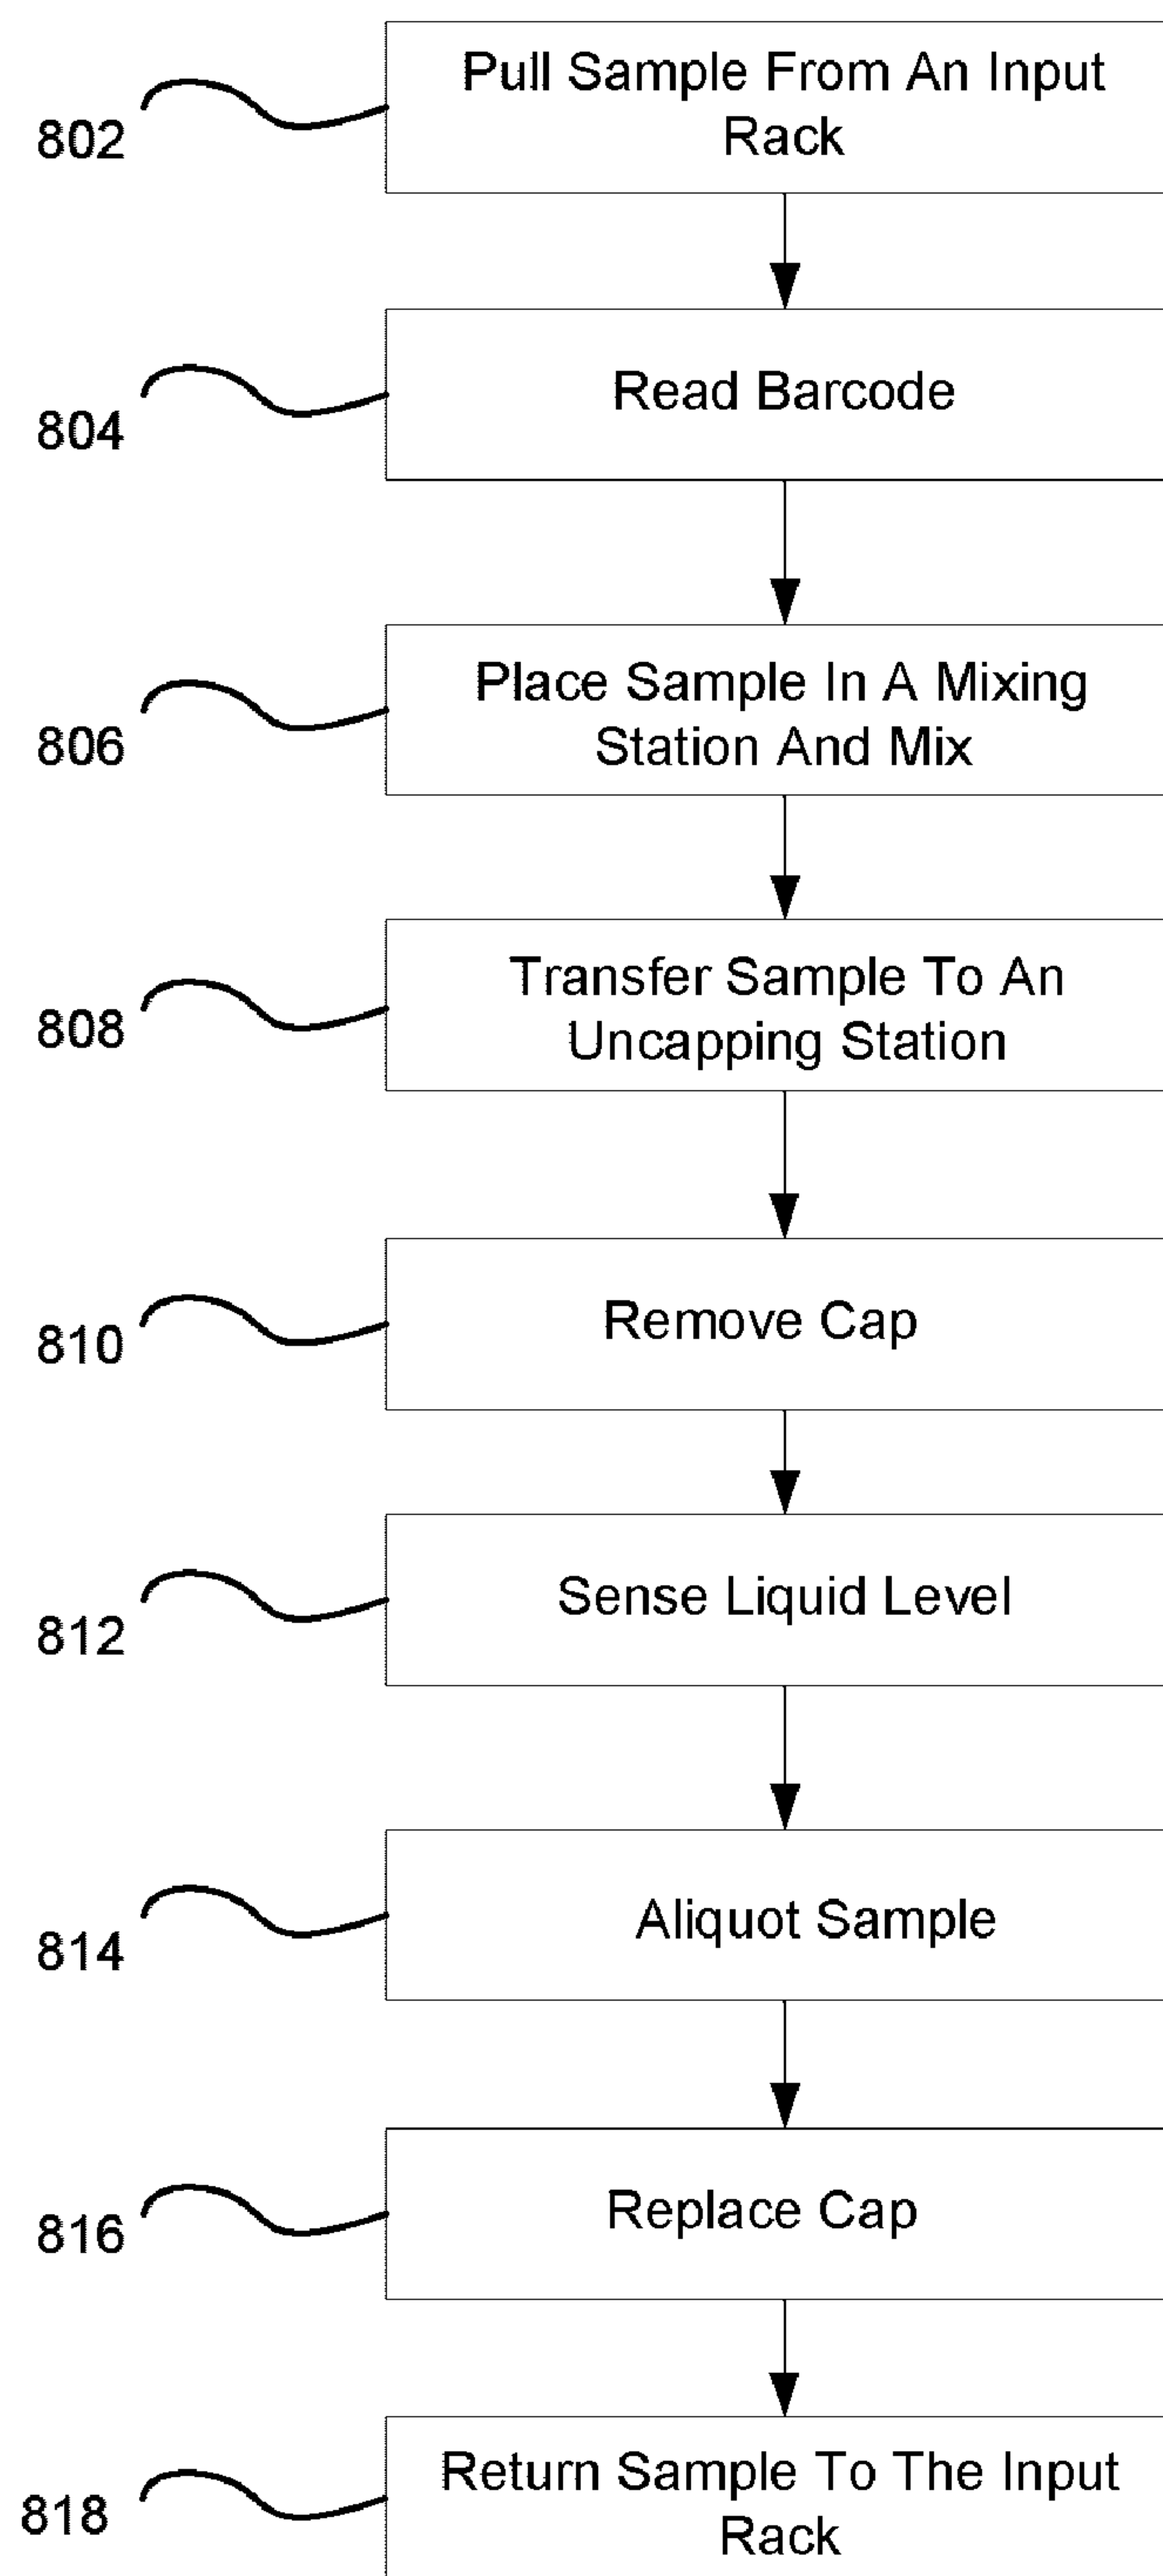 Pull Sample From An Input
Rack
802
Read Barcode
804
Place Sample In A Mixing
Station And Mix
806
Transfer Sample To An
Uncapping Station
808
Remove Cap
810
Sense Liquid Level
812
Aliquot Sample
814
Replace Cap
816
Return Sample To The Input
Rack
818